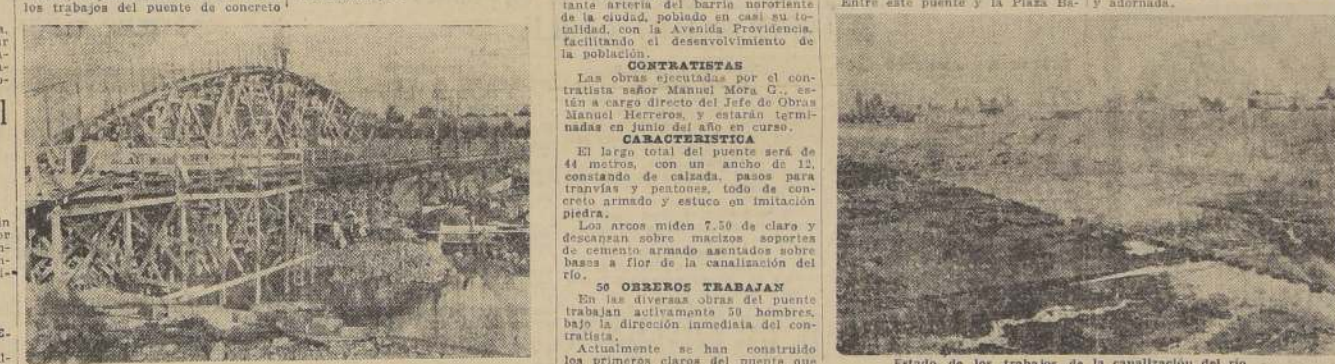 los trabajos del puente de concreto
tante arteria del barrio nororiente
de la ciudad, poblado en casi su to-
talidad, con la Avenida Providencia,
facilitando el desenvolvimiento de
la población.
CONTRATISTAS
Las obras ejecutadas por el con-
tratista señor Manuel Mora G., es-
tán a cargo directo del Jefe de Obras
Manuel Herreros, y estarán termi-
nadas en junio del año en curso.
CARACTERISTICA
El largo total del puente será de
44 metros, con un ancho de 12,
constando de calzada, pasos para
tranvías y peatones, todo de con-
creto armado y estuco en imitación
piedra.
Los arcos miden 7.50 de claro y
descansan sobre macizos soportes
de cemento armado asentados sobre
bases a flor de la canalización del
río.
50 OBREROS TRABAJAN
En las diversas obras del puente
trabajan activamente 50 hombres,
bajo la dirección inmediata del con-
tratista.
Actualmente se han construido
los primeros claros del puente que
Entre este puente y la Plaza Ba-
y adornada.
Estado de los trabajos de la canalización del río